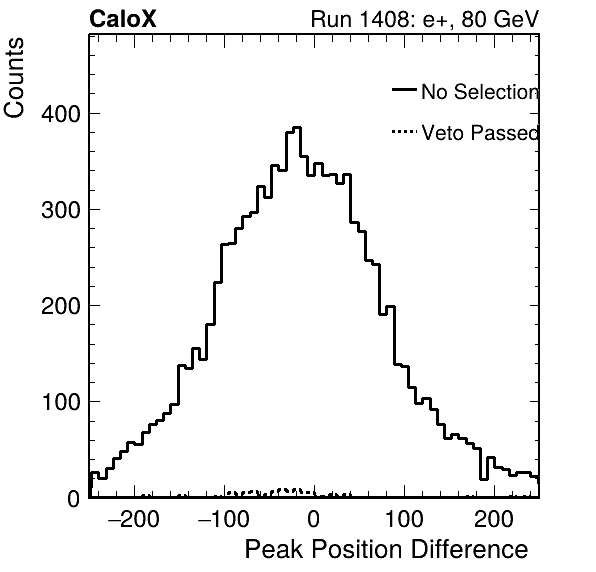 CaloX Run 1408: e+, 80 GeV
Counts
No Selection
Veto Passed
400
300
200
100
0
−200 −100 0 100 200
Peak Position Difference